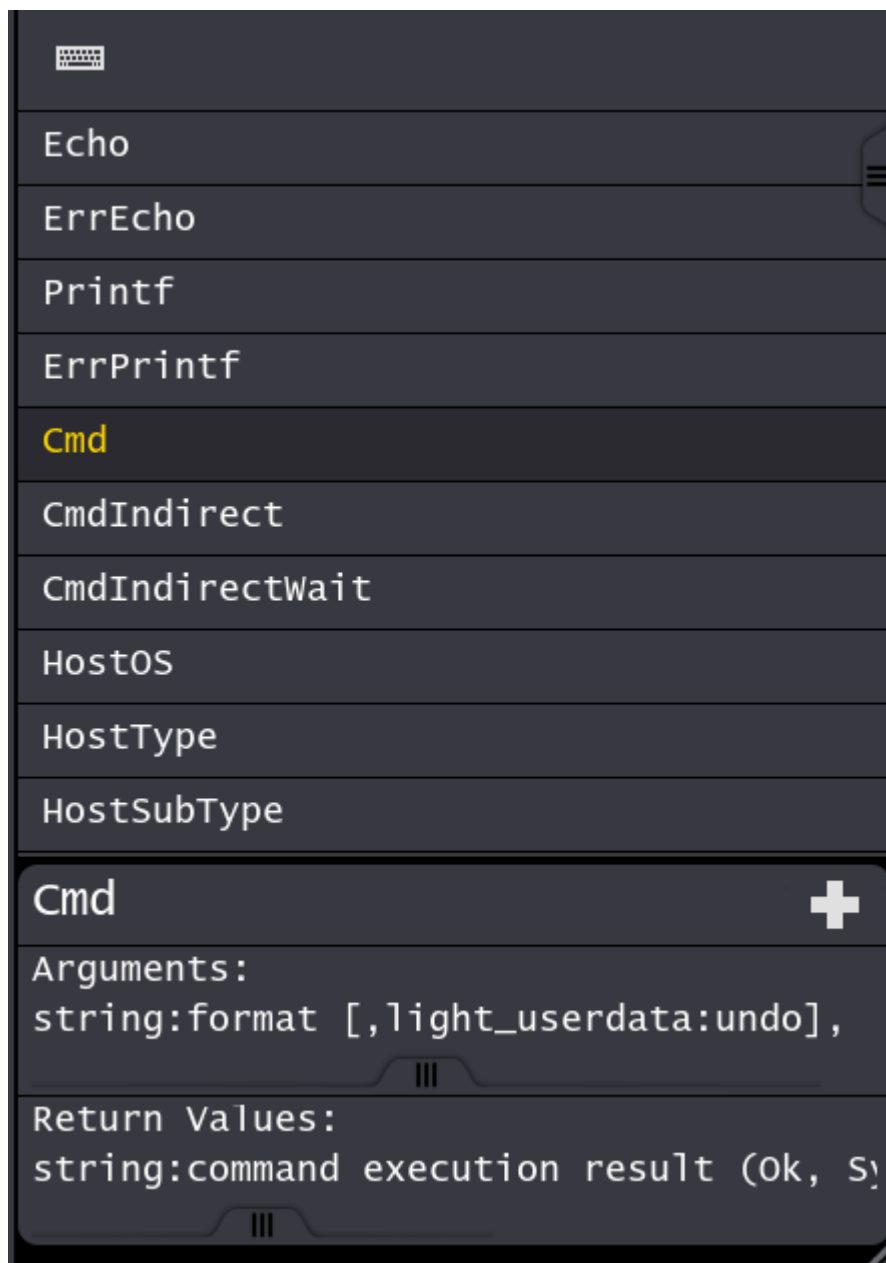 Echo
ErrEcho
Printf
ErrPrintf
Cmd
CmdIndirect
CmdIndirectWait
HostOS
HostType
HostSubType
Cmd
Arguments:
string:format [,light_userdata:undo],
Return Values:
string:command execution result (Ok,